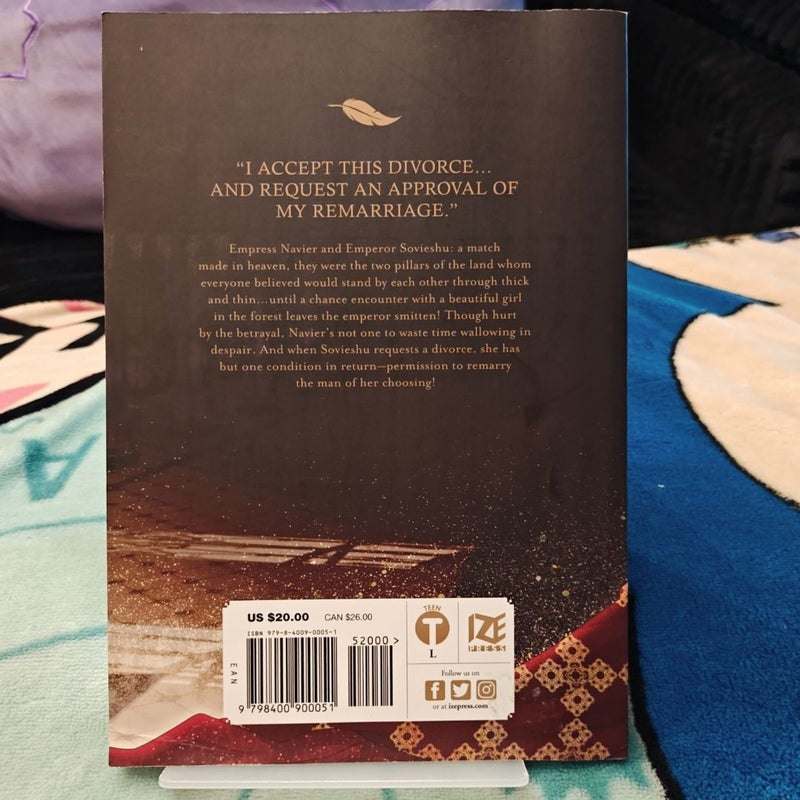 “I ACCEPT THIS DIVORCE...
AND REQUEST AN APPROVAL OF
MY REMARRIAGE.”
Empress Navier and Emperor Sovieshu: a match
made in heaven, they were the two pillars of the land whom
everyone believed would stand by each other through thick
and thin...until a chance encounter with a beautiful girl
in the forest leaves the emperor smitten! Though hurt
by the betrayal, Navier’s not one to waste time wallowing in
despair. And when Sovieshu requests a divorce, she has
but one condition in return—permission to remarry
the man of her choosing!
US $20.00 CAN $26.00
ISBN 979-8-4009-0005-1
52000 >
EAN
9 798400 900051
TEEN
T
L
IZE
PRESS
Follow us on
or at izepress.com